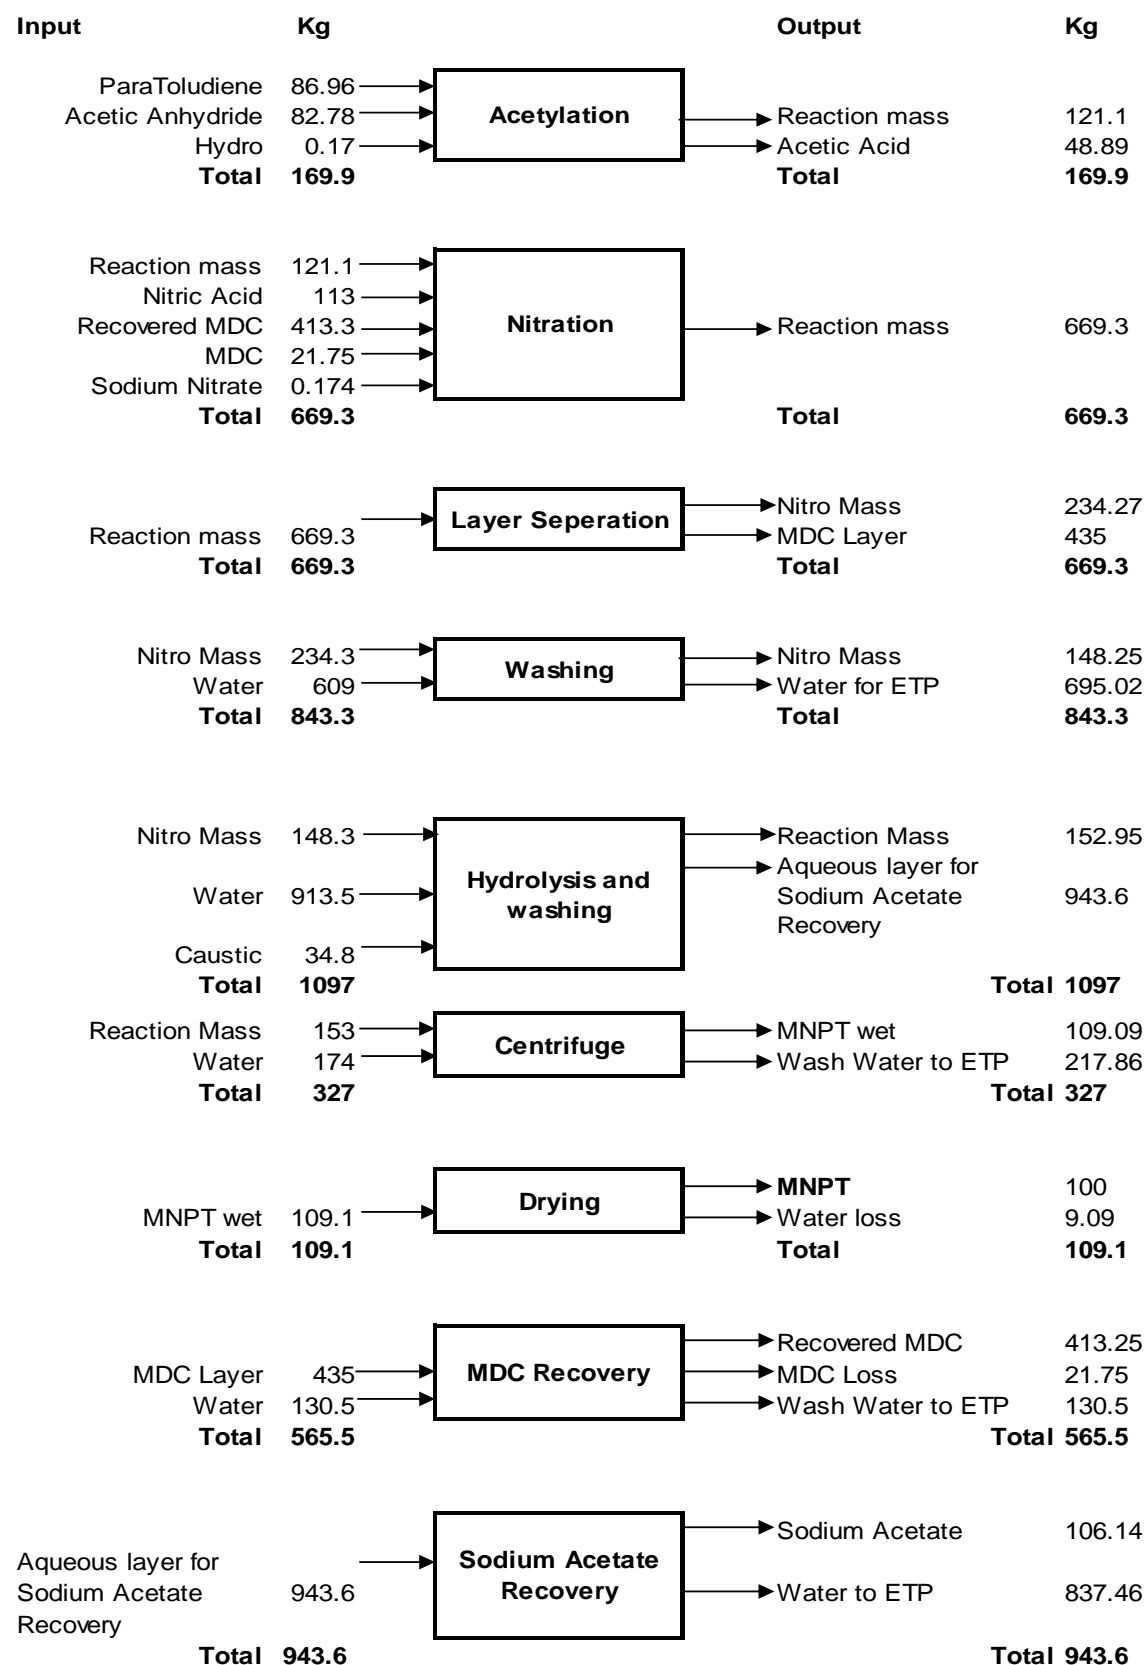 Input Kg Output Kg
ParaToludiene 86.96
Acetic Anhydride 82.78 Acetylation Reaction mass 121.1
Hydro 0.17 Acetic Acid 48.89
Total 169.9 Total 169.9
Reaction mass 121.1
Nitric Acid 113
Recovered MDC 413.3 Nitration Reaction mass 669.3
MDC 21.75
Sodium Nitrate 0.174
Total 669.3 Total 669.3
Nitro Mass 234.27
Layer Seperation
Reaction mass 669.3 MDC Layer 435
Total 669.3 Total 669.3
Nitro Mass 234.3 Washing Nitro Mass 148.25
Water 609 Water for ETP 695.02
Total 843.3 Total 843.3
Nitro Mass 148.3 Reaction Mass 152.95
Aqueous layer for
Water 913.5 Hydrolysis and Sodium Acetate 943.6
washing Recovery
Caustic 34.8
Total 1097 Total 1097
Reaction Mass 153 Centrifuge MNPT wet 109.09
Water 174 Wash Water to ETP 217.86
Total 327 Total 327
Drying MNPT 100
MNPT wet 109.1 Water loss 9.09
Total 109.1 Total 109.1
Recovered MDC 413.25
MDC Layer 435 MDC Recovery MDC Loss 21.75
Water 130.5 Wash Water to ETP 130.5
Total 565.5 Total 565.5
Sodium Acetate 106.14
Aqueous layer for Sodium Acetate
Sodium Acetate 943.6 Recovery Water to ETP 837.46
Recovery
Total 943.6 Total 943.6